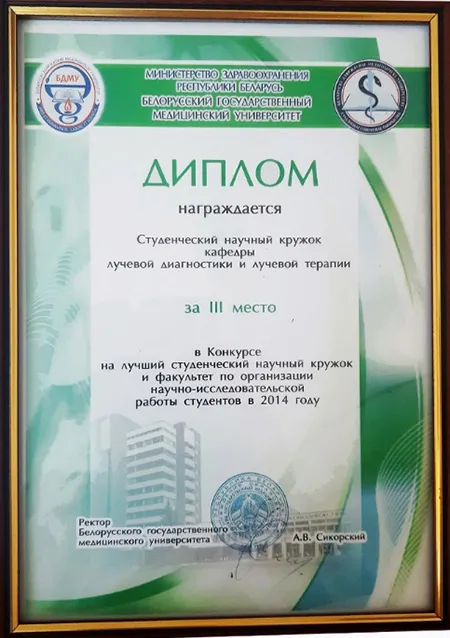 БДМУ
МИНИСТЕРСТВО ЗДРАВООХРАНЕНИЯ
РЕСПУБЛИКИ БЕЛАРУСЬ
БЕЛОРУССКИЙ ГОСУДАРСТВЕННЫЙ
МЕДИЦИНСКИЙ УНИВЕРСИТЕТ
ДИПЛОМ
награждается
Студенческий научный кружок
кафедры
лучевой диагностики и лучевой терапии
за III место
в Конкурсе
на лучший студенческий научный кружок
и факультет по организации
научно-исследовательской
работы студентов в 2014 году
Ректор
Белорусского государственного
медицинского университета
А.В. Сикорский